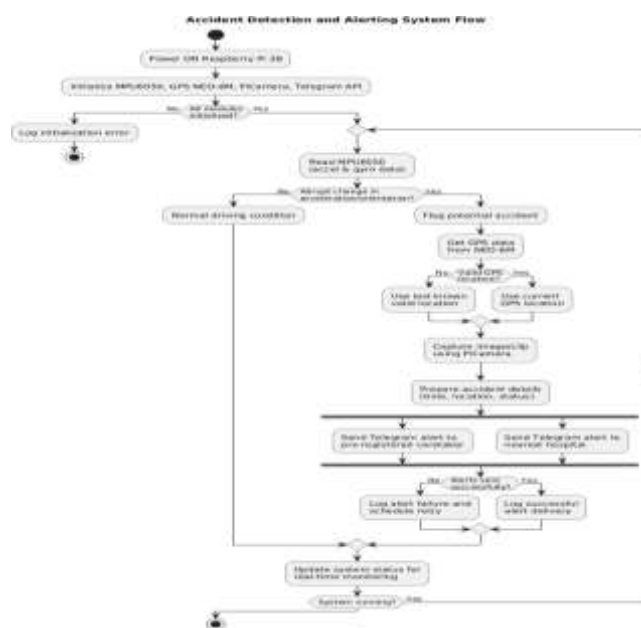 Accident Detection and Alerting System Flow
Power ON Raspberry Pi 3B
Initialize MPU6050, GPS NEO-6M, PiCamera, Telegram API
No
All modules
initialized?
Yes
Log initialization error
Read MPU6050
(accel & gyro data)
No
Abrupt change in
acceleration/orientation?
Yes
Normal driving condition
Flag potential accident
Get GPS data
from NEO-6M
No
Valid GPS
location?
Yes
Use last known
valid location
Use current
GPS location
Capture image/clip
using PiCamera
Prepare accident details
(time, location, status)
Send Telegram alert to
pre-registered contacts
Send Telegram alert to
nearest hospital
No
Alerts sent
successfully?
Yes
Log alert failure and
schedule retry
Log successful
alert delivery
Update system status for
real-time monitoring
System running?
Yes